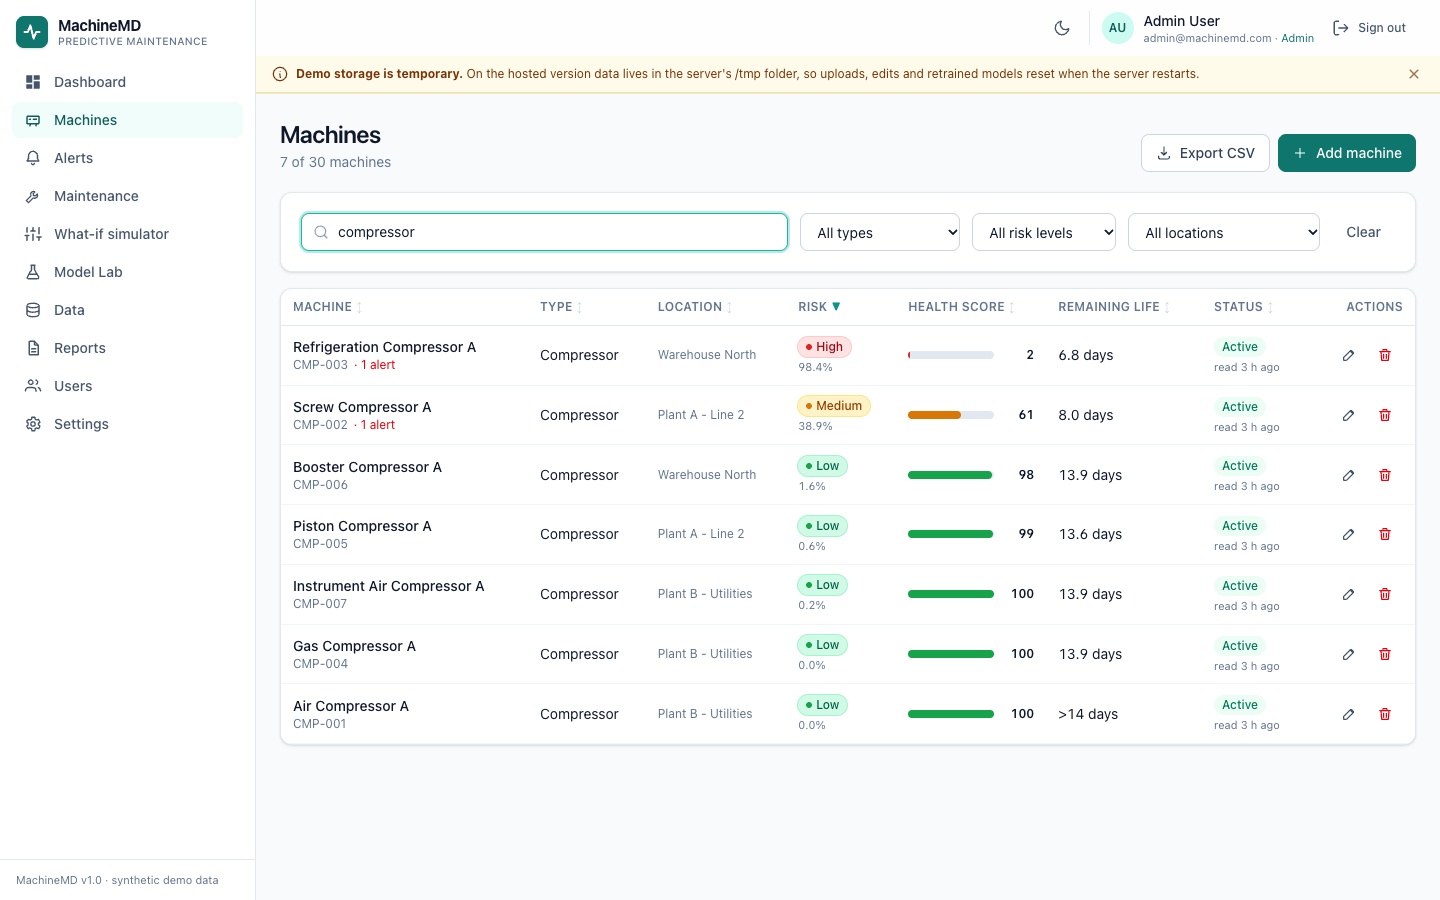 MachineMD
PREDICTIVE MAINTENANCE
Dashboard
Machines
Alerts
Maintenance
What-if simulator
Model Lab
Data
Reports
Users
Settings
MachineMD v1.0 · synthetic demo data
AU
Admin User
admin@machinemd.com · Admin
Sign out
Demo storage is temporary. On the hosted version data lives in the server's /tmp folder, so uploads, edits and retrained models reset when the server restarts.
Machines
7 of 30 machines
Export CSV
Add machine
compressor
All types
All risk levels
All locations
Clear
MACHINE TYPE LOCATION RISK ▼ HEALTH SCORE REMAINING LIFE STATUS ACTIONS
Refrigeration Compressor A
CMP-003 · 1 alert
Compressor
Warehouse North
High
98.4%
2
6.8 days
Active
read 3 h ago
Screw Compressor A
CMP-002 · 1 alert
Compressor
Plant A - Line 2
Medium
38.9%
61
8.0 days
Active
read 3 h ago
Booster Compressor A
CMP-006
Compressor
Warehouse North
Low
1.6%
98
13.9 days
Active
read 3 h ago
Piston Compressor A
CMP-005
Compressor
Plant A - Line 2
Low
0.6%
99
13.6 days
Active
read 3 h ago
Instrument Air Compressor A
CMP-007
Compressor
Plant B - Utilities
Low
0.2%
100
13.9 days
Active
read 3 h ago
Gas Compressor A
CMP-004
Compressor
Plant B - Utilities
Low
0.0%
100
13.9 days
Active
read 3 h ago
Air Compressor A
CMP-001
Compressor
Plant B - Utilities
Low
0.0%
100
>14 days
Active
read 3 h ago